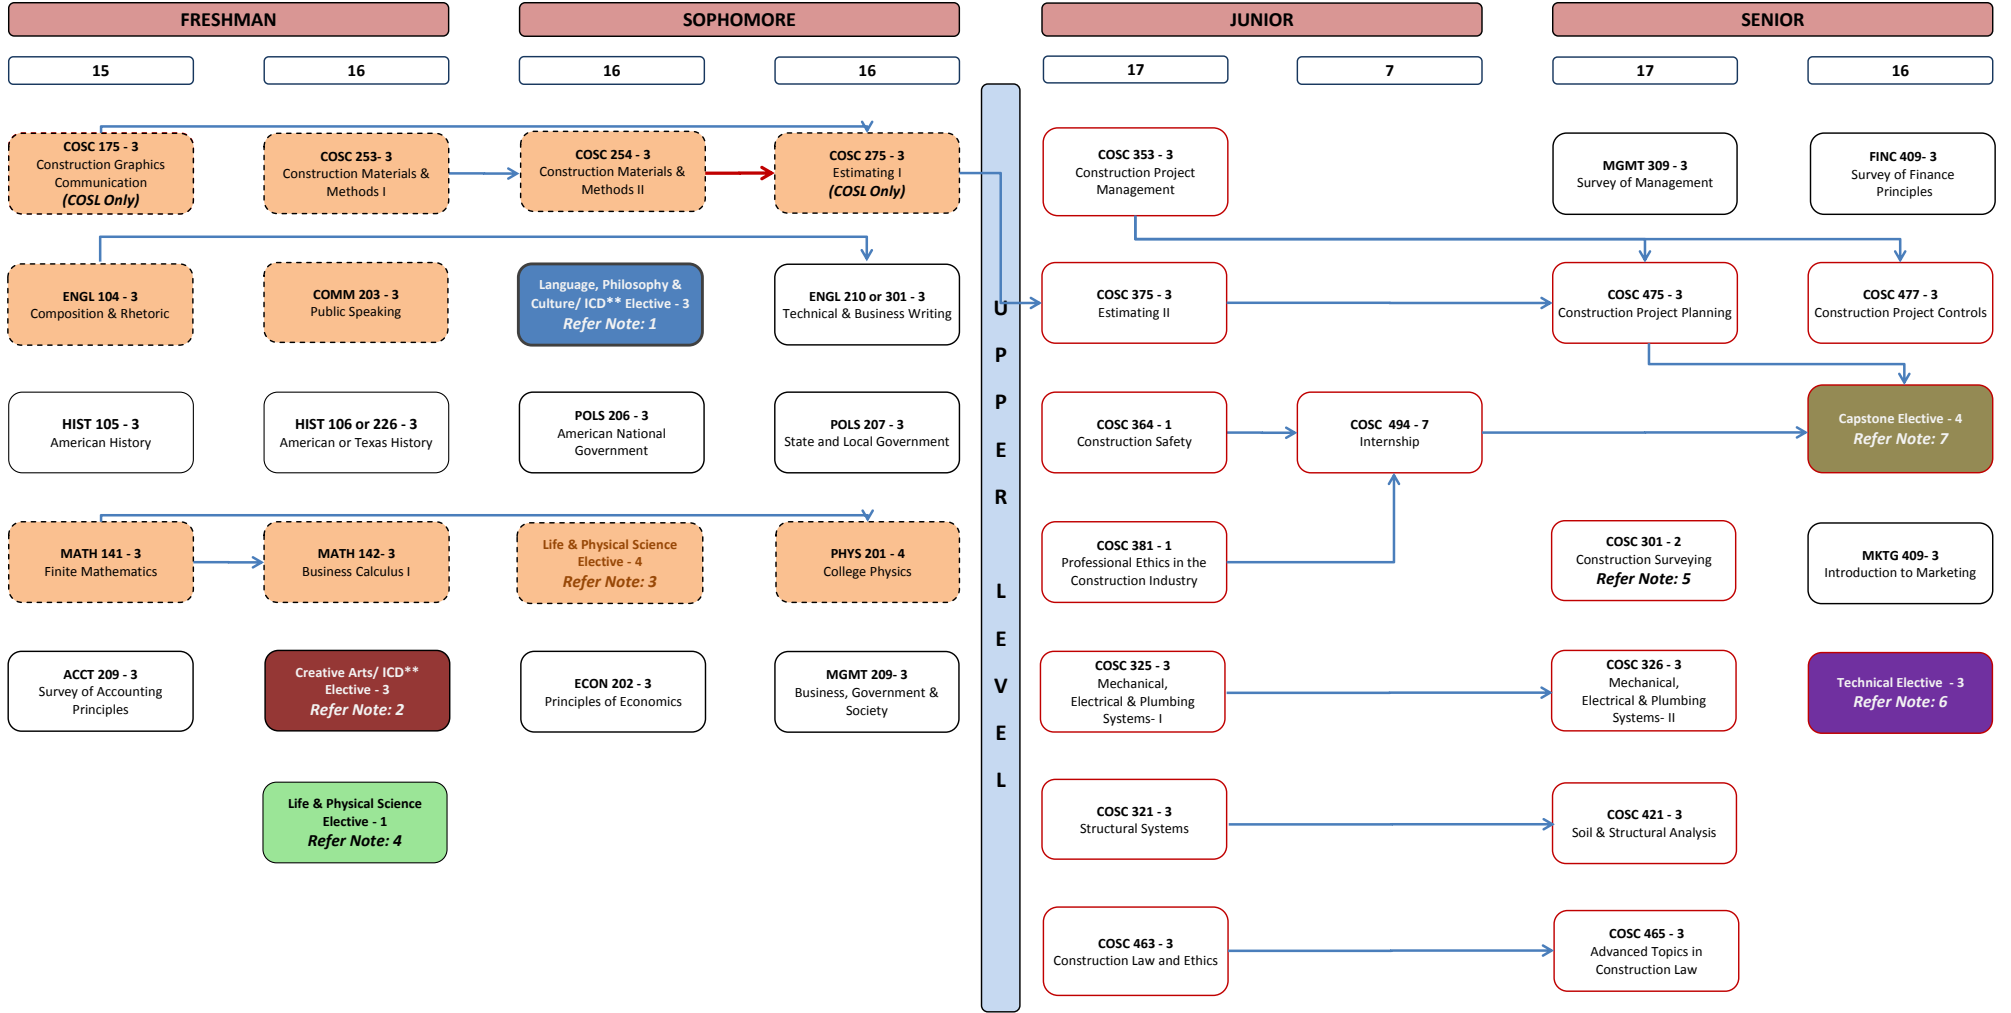 FRESHMAN
SOPHOMORE
JUNIOR
SENIOR
15
16
16
16
17
7
17
16
COSC 175 - 3
Construction Graphics
Communication
(COSL Only)
COSC 253- 3
Construction Materials &
Methods I
COSC 254 - 3
Construction Materials &
Methods II
COSC 275 - 3
Estimating I
(COSL Only)
COSC 353 - 3
Construction Project
Management
MGMT 309 - 3
Survey of Management
FINC 409- 3
Survey of Finance
Principles
ENGL 104 - 3
Composition & Rhetoric
COMM 203 - 3
Public Speaking
Language, Philosophy &
Culture/ ICD** Elective - 3
Refer Note: 1
ENGL 210 or 301 - 3
Technical & Business Writing
U
P
P
E
R
L
E
V
E
L
COSC 375 - 3
Estimating II
COSC 475 - 3
Construction Project Planning
COSC 477 - 3
Construction Project Controls
HIST 105 - 3
American History
HIST 106 or 226 - 3
American or Texas History
POLS 206 - 3
American National
Government
POLS 207 - 3
State and Local Government
COSC 364 - 1
Construction Safety
COSC 494 - 7
Internship
Capstone Elective - 4
Refer Note: 7
MATH 141 - 3
Finite Mathematics
MATH 142- 3
Business Calculus I
Life & Physical Science
Elective - 4
Refer Note: 3
PHYS 201 - 4
College Physics
COSC 381 - 1
Professional Ethics in the
Construction Industry
COSC 301 - 2
Construction Surveying
Refer Note: 5
MKTG 409- 3
Introduction to Marketing
ACCT 209 - 3
Survey of Accounting
Principles
Creative Arts/ ICD**
Elective - 3
Refer Note: 2
ECON 202 - 3
Principles of Economics
MGMT 209- 3
Business, Government &
Society
COSC 325 - 3
Mechanical,
Electrical & Plumbing
Systems- I
COSC 326 - 3
Mechanical,
Electrical & Plumbing
Systems- II
Technical Elective - 3
Refer Note: 6
Life & Physical Science
Elective - 1
Refer Note: 4
COSC 321 - 3
Structural Systems
COSC 421 - 3
Soil & Structural Analysis
COSC 463 - 3
Construction Law and Ethics
COSC 465 - 3
Advanced Topics in
Construction Law